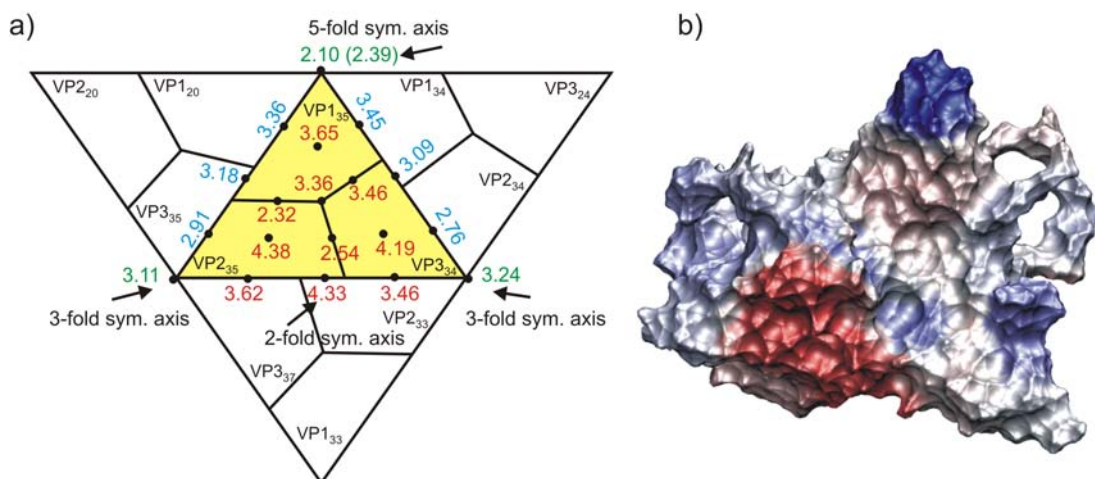 a)
5-fold sym. axis
b)
2.10 (2.39)
VP2₂₀
VP1₂₀
VP1₃₄
VP3₂₄
VP1₃₅
3.36
3.45
3.65
3.18
3.09
3.36
3.46
VP2₃₄
VP3₃₅
2.91
2.32
2.76
4.38
2.54
4.19
VP2₃₅
VP3₃₄
3.11
3.24
3.62
4.33
3.46
3-fold sym. axis
VP2₃₃
3-fold sym. axis
2-fold sym. axis
VP3₃₇
VP1₃₃